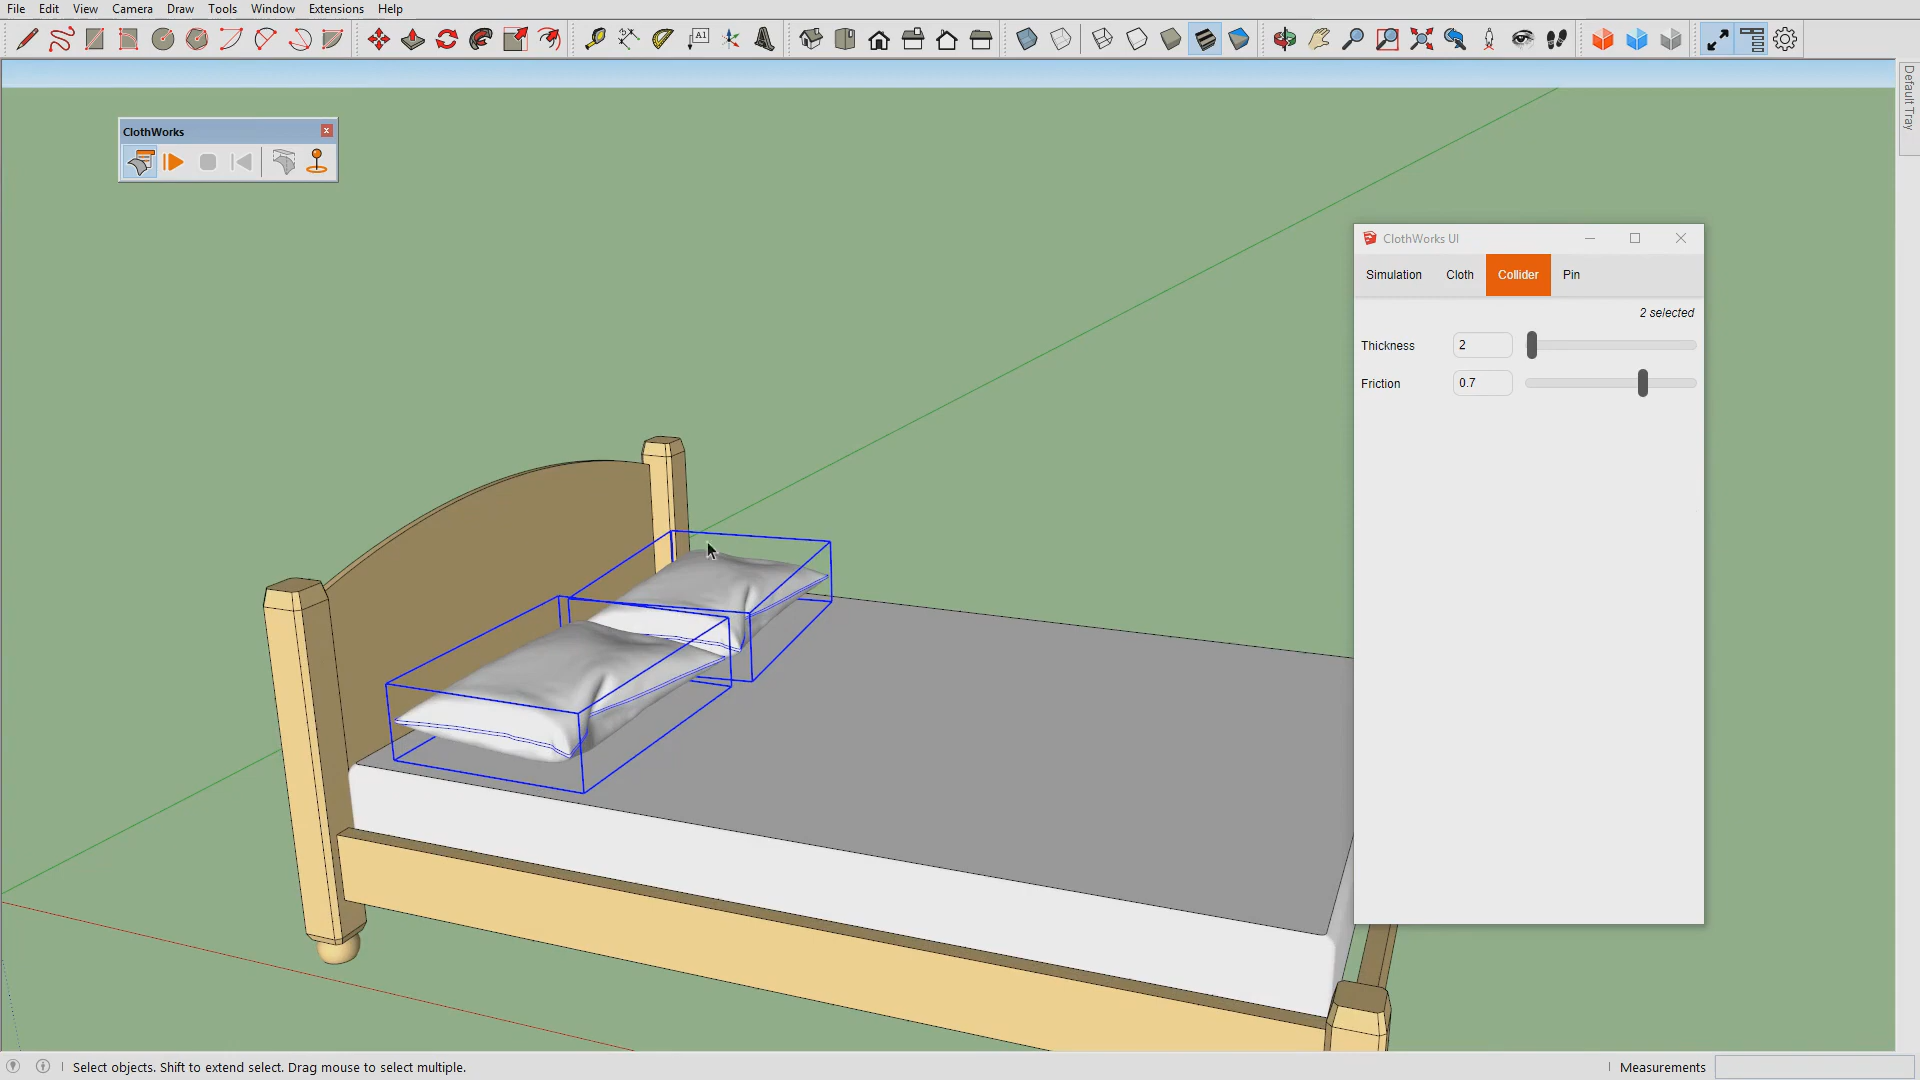 File Edit View Camera Draw Tools Window Extensions Help
A1
Default Tray
ClothWorks
ClothWorks UI
Simulation Cloth Collider Pin
2 selected
Thickness 2
Friction 0.7
Select objects. Shift to extend select. Drag mouse to select multiple.
Measurements